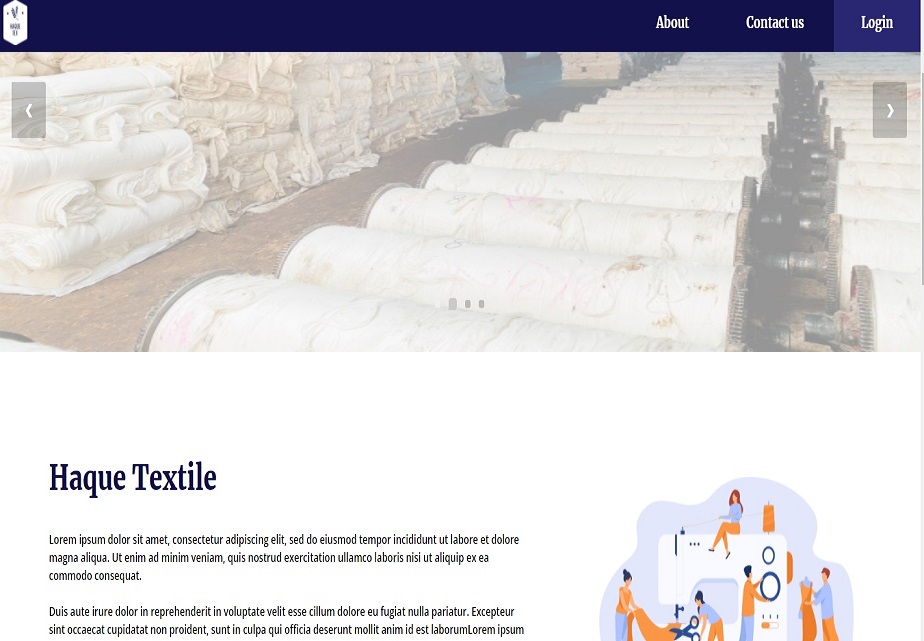 HAQUE
TEX
About
Contact us
Login
❮
❯
Haque Textile
Lorem ipsum dolor sit amet, consectetur adipiscing elit, sed do eiusmod tempor incididunt ut labore et dolore
magna aliqua. Ut enim ad minim veniam, quis nostrud exercitation ullamco laboris nisi ut aliquip ex ea
commodo consequat.
Duis aute irure dolor in reprehenderit in voluptate velit esse cillum dolore eu fugiat nulla pariatur. Excepteur
sint occaecat cupidatat non proident, sunt in culpa qui officia deserunt mollit anim id est laborumLorem ipsum